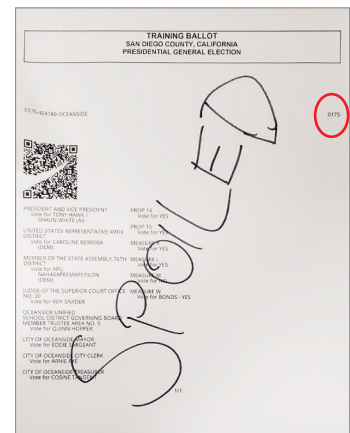 TRAINING BALLOT
SAN DIEGO COUNTY, CALIFORNIA
PRESIDENTIAL GENERAL ELECTION
0175-404180-OCEANSIDE
0175
PRESIDENT AND VICE PRESIDENT
Vote for TONY HAWK /
SHAUN WHITE (AI)
UNITED STATES REPRESENTATIVE 49TH
DISTRICT
Vote for CAROLINE BERRERA
(DEM)
MEMBER OF THE STATE ASSEMBLY 76TH
DISTRICT
Vote for APU
NAHASAPEEMAPETILON
(DEM)
JUDGE OF THE SUPERIOR COURT OFFICE
NO. 30
Vote for ROY SNYDER
OCEANSIDE UNIFIED
SCHOOL DISTRICT GOVERNING BOARD
MEMBER TRUSTEE AREA NO. 5
Vote for QUINN HOPPER
CITY OF OCEANSIDE MAYOR
Vote for EDDIE SARGEANT
CITY OF OCEANSIDE CITY CLERK
Vote for ARNIE PYE
CITY OF OCEANSIDE TREASURER
Vote for COSINE TANGENT
PROP 14
Vote for YES
PROP 15
Vote for YES
MEASURE A
Vote for YES
MEASURE L
Vote for YES
MEASURE M
Vote for NO
MEASURE W
Vote for BONDS - YES
1/1
SPOILED